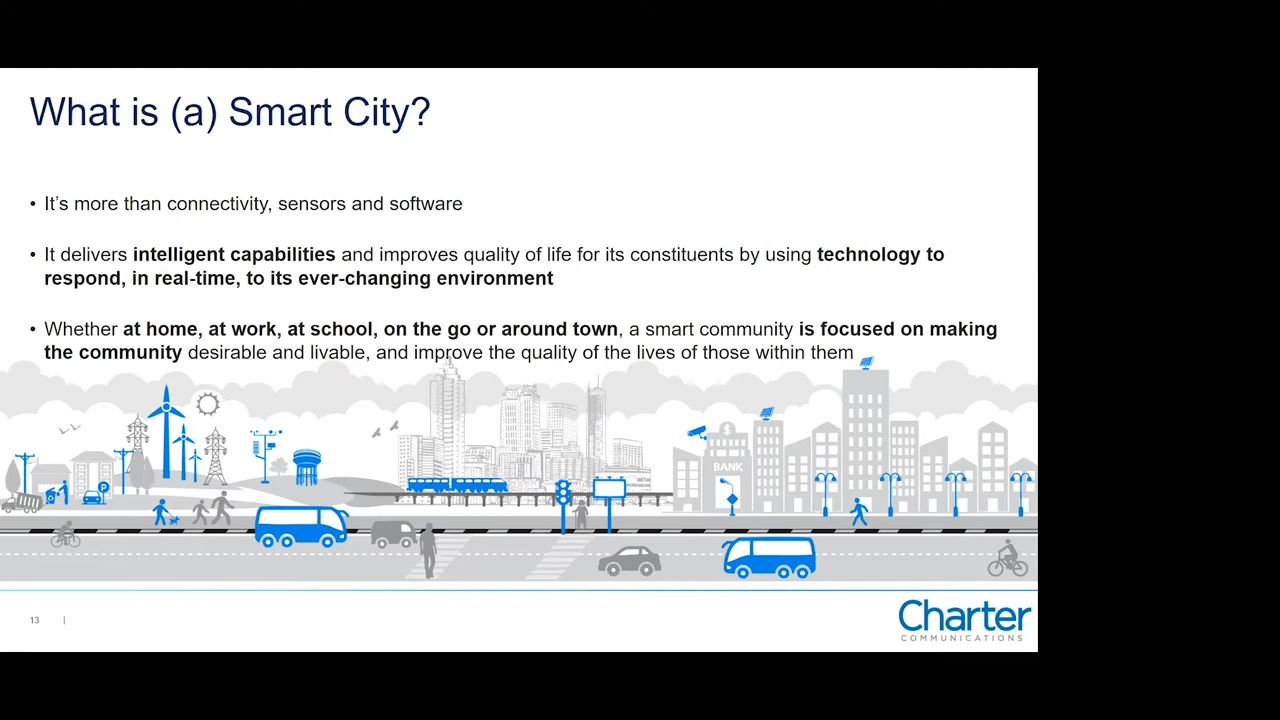 What is (a) Smart City?
• It's more than connectivity, sensors and software
• It delivers intelligent capabilities and improves quality of life for its constituents by using technology to
respond, in real-time, to its ever-changing environment
• Whether at home, at work, at school, on the go or around town, a smart community is focused on making
the community desirable and livable, and improve the quality of the lives of those within them
$
BANK
P
13 |
Charter
COMMUNICATIONS